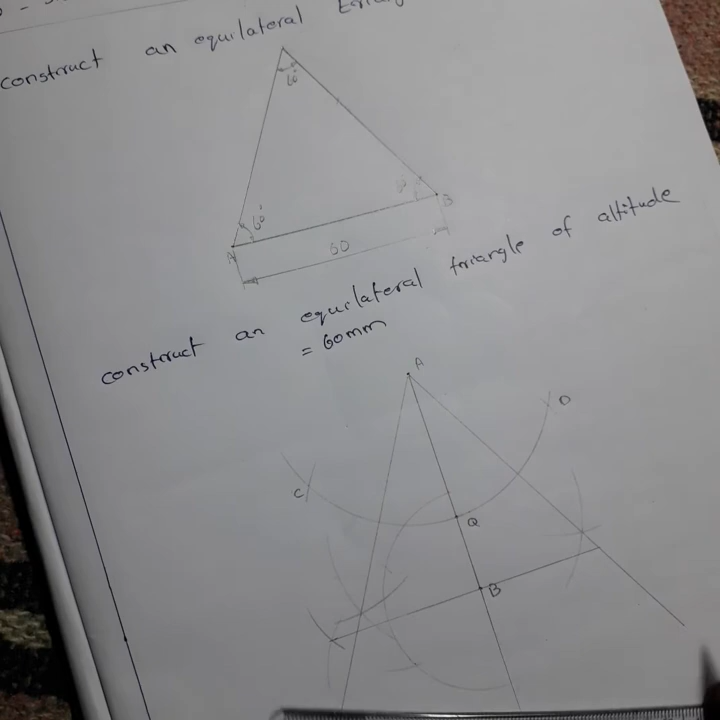 construct an equilateral
60°
60°
B
A
60
construct an equilateral triangle of altitude
= 60mm
A
D
C
Q
B